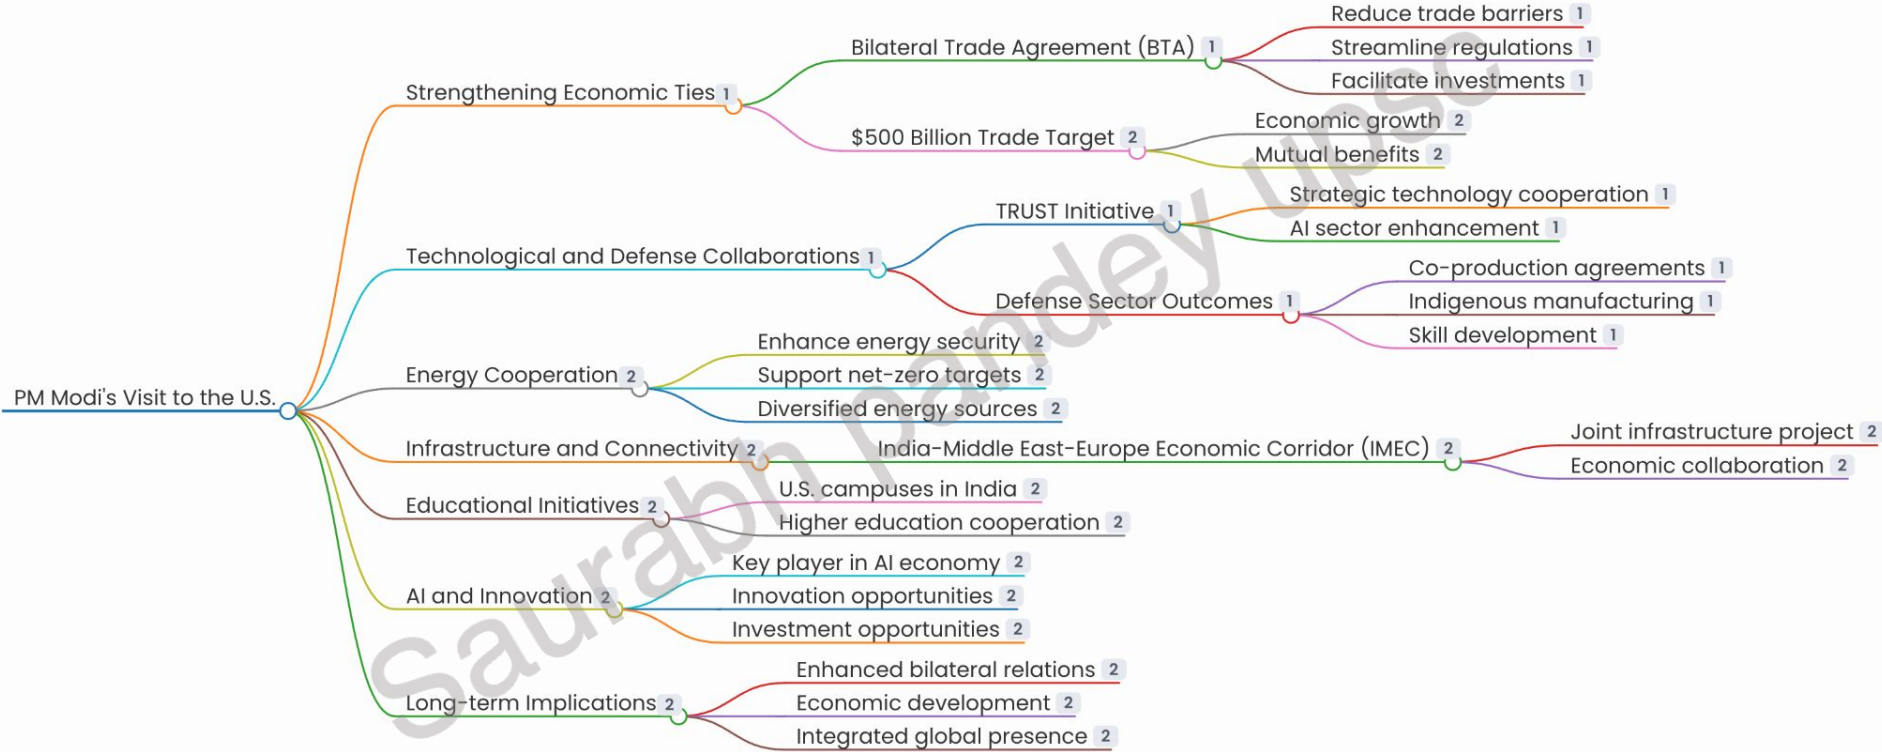 PM Modi's Visit to the U.S.
Strengthening Economic Ties 1
Bilateral Trade Agreement (BTA) 1
Reduce trade barriers 1
Streamline regulations 1
Facilitate investments 1
$500 Billion Trade Target 2
Economic growth 2
Mutual benefits 2
Technological and Defense Collaborations 1
TRUST Initiative 1
Strategic technology cooperation 1
AI sector enhancement 1
Defense Sector Outcomes 1
Co-production agreements 1
Indigenous manufacturing 1
Skill development 1
Energy Cooperation 2
Enhance energy security 2
Support net-zero targets 2
Diversified energy sources 2
Infrastructure and Connectivity 2
India-Middle East-Europe Economic Corridor (IMEC) 2
Joint infrastructure project 2
Economic collaboration 2
Educational Initiatives 2
U.S. campuses in India 2
Higher education cooperation 2
AI and Innovation 2
Key player in AI economy 2
Innovation opportunities 2
Investment opportunities 2
Long-term Implications 2
Enhanced bilateral relations 2
Economic development 2
Integrated global presence 2
Saurabh pandey upsc